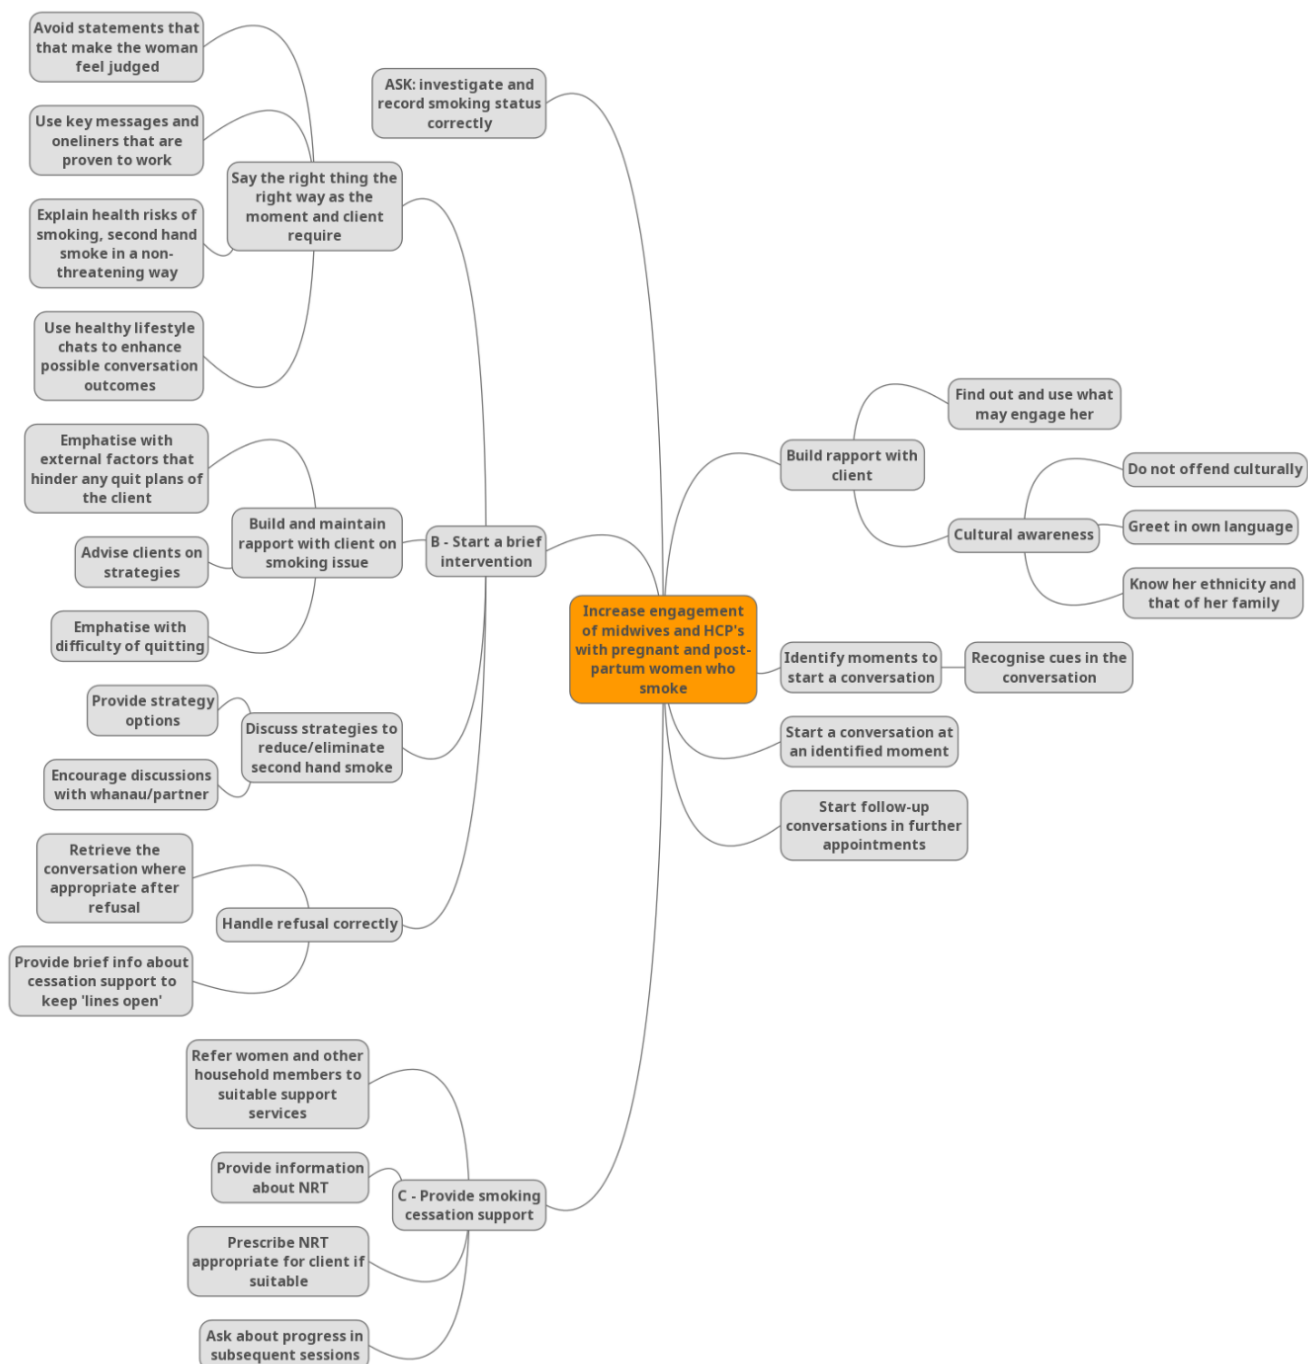 Avoid statements that
that make the woman
feel judged
Use key messages and
oneliners that are
proven to work
Explain health risks of
smoking, second hand
smoke in a non-
threatening way
Use healthy lifestyle
chats to enhance
possible conversation
outcomes
Say the right thing the
right way as the
moment and client
require
ASK: investigate and
record smoking status
correctly
Emphatise with
external factors that
hinder any quit plans of
the client
Advise clients on
strategies
Emphatise with
difficulty of quitting
Build and maintain
rapport with client on
smoking issue
B - Start a brief
intervention
Provide strategy
options
Encourage discussions
with whanau/partner
Discuss strategies to
reduce/eliminate
second hand smoke
Retrieve the
conversation where
appropriate after
refusal
Provide brief info about
cessation support to
keep 'lines open'
Handle refusal correctly
Refer women and other
household members to
suitable support
services
Provide information
about NRT
Prescribe NRT
appropriate for client if
suitable
Ask about progress in
subsequent sessions
C - Provide smoking
cessation support
Increase engagement
of midwives and HCP's
with pregnant and post-
partum women who
smoke
Build rapport with
client
Find out and use what
may engage her
Cultural awareness
Do not offend culturally
Greet in own language
Know her ethnicity and
that of her family
Identify moments to
start a conversation
Recognise cues in the
conversation
Start a conversation at
an identified moment
Start follow-up
conversations in further
appointments